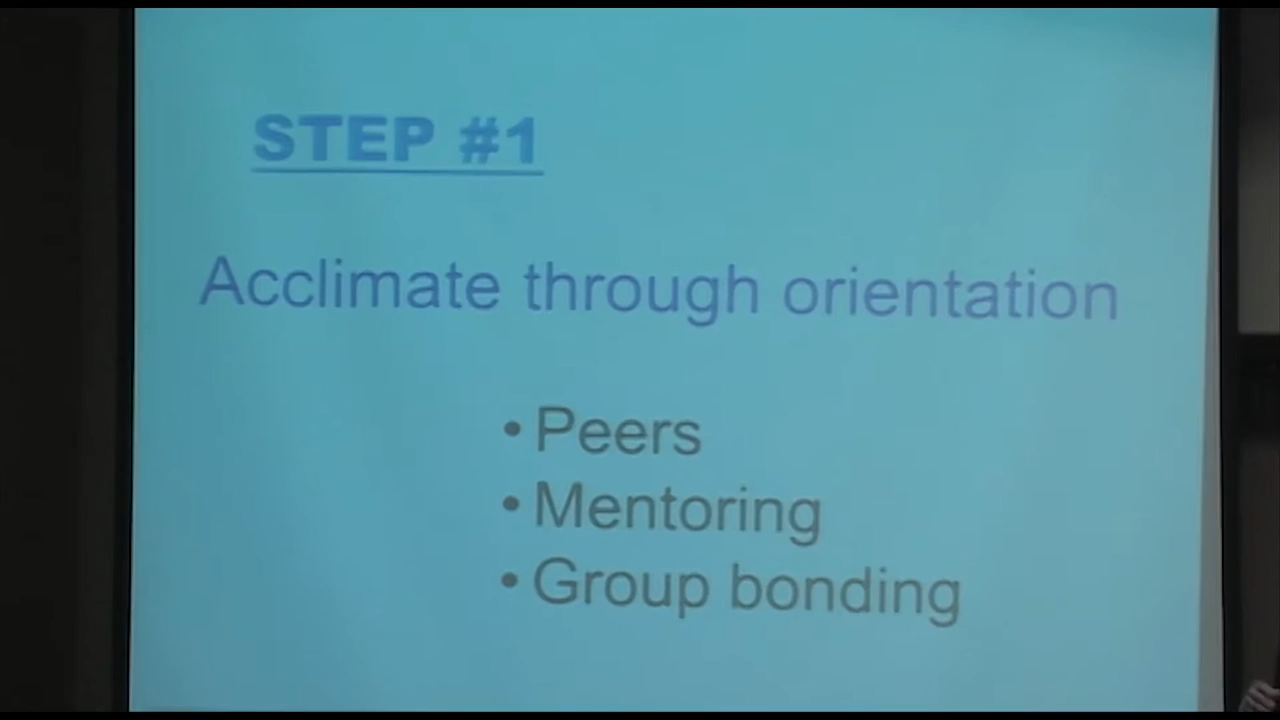 STEP #1
Acclimate through orientation
• Peers
• Mentoring
• Group bonding